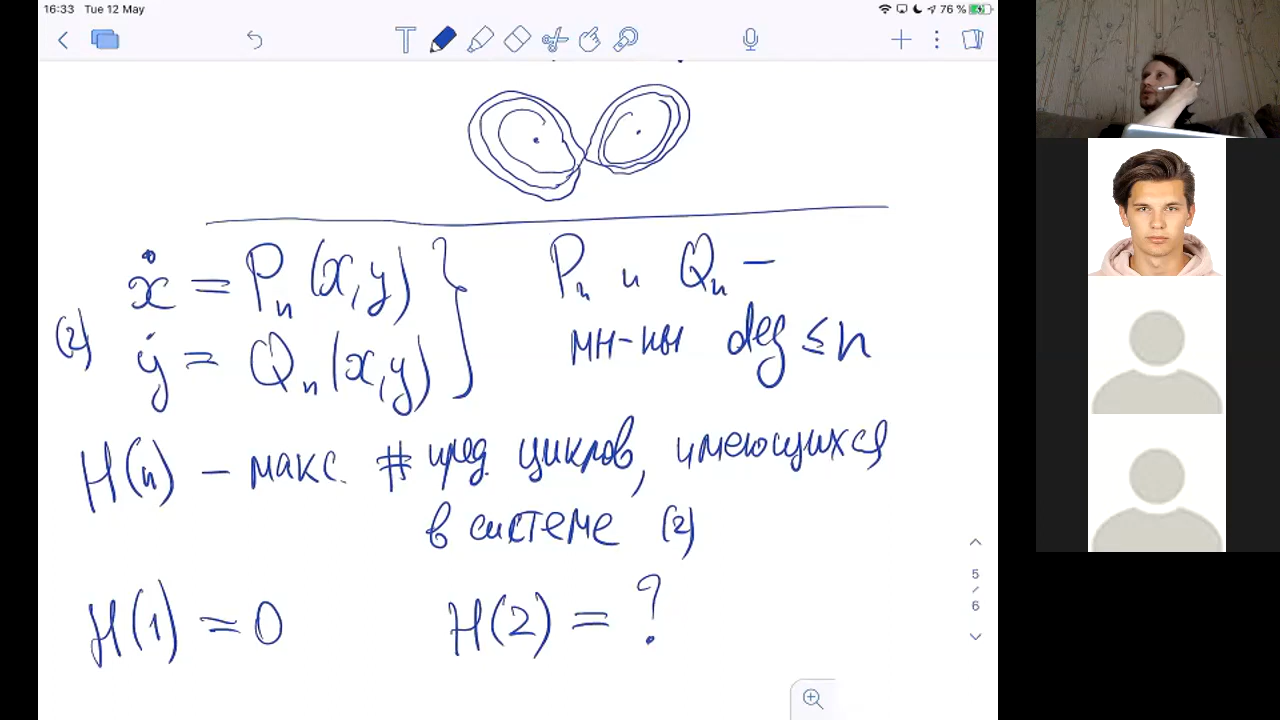 16:33 Tue 12 May
76 %
T
ẋ = Pₙ (x,y)
Pₙ и Qₙ –
(2)
ẏ = Qₙ (x,y)
мн-ны deg ≤ n
H(n) – макс. # пред. циклов, имеющихся
в системе (2)
5
6
H(1) = 0
H(2) = ?